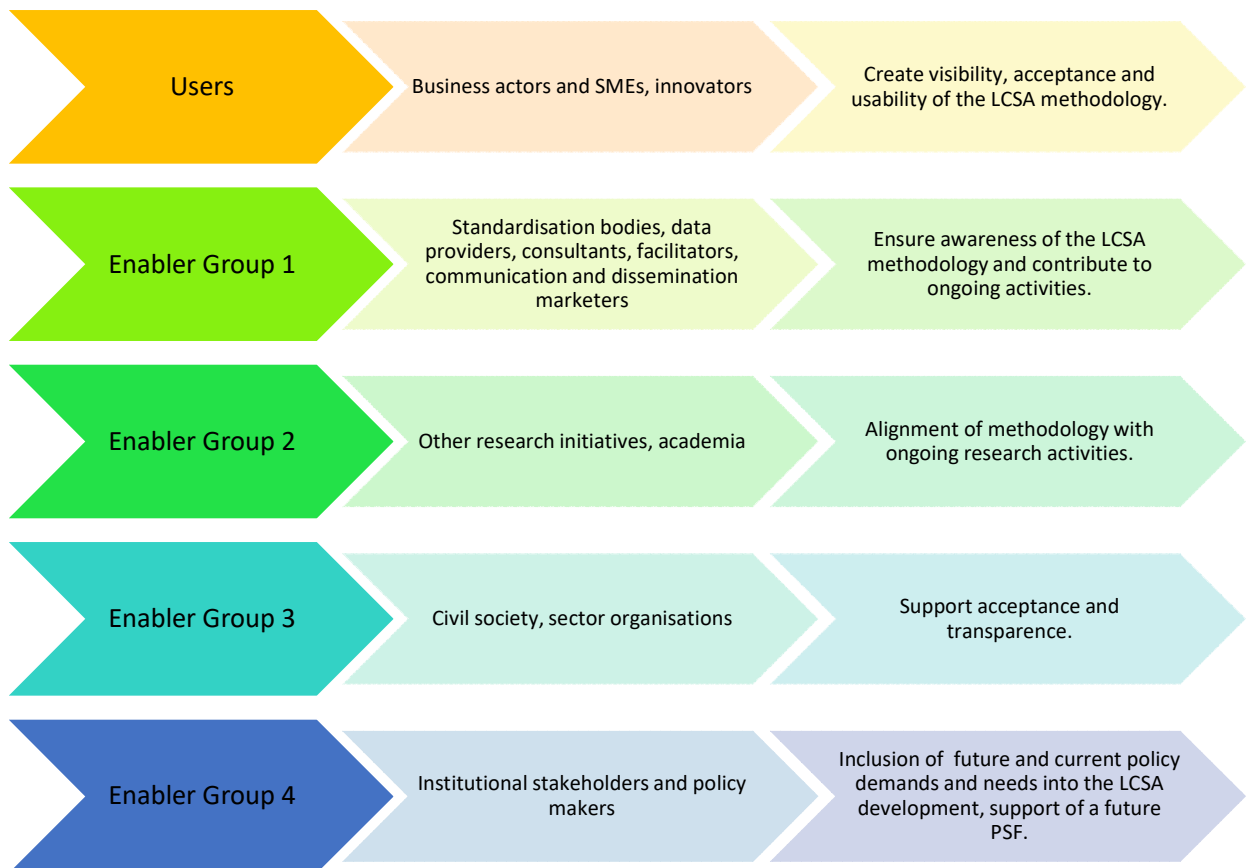 Users
Business actors and SMEs, innovators
Create visibility, acceptance and
usability of the LCSA methodology.
Enabler Group 1
Standardisation bodies, data
providers, consultants, facilitators,
communication and dissemination
marketers
Ensure awareness of the LCSA
methodology and contribute to
ongoing activities.
Enabler Group 2
Other research initiatives, academia
Alignment of methodology with
ongoing research activities.
Enabler Group 3
Civil society, sector organisations
Support acceptance and
transparence.
Enabler Group 4
Institutional stakeholders and policy
makers
Inclusion of  future and current policy
demands and needs into the LCSA
development, support of a future
PSF.